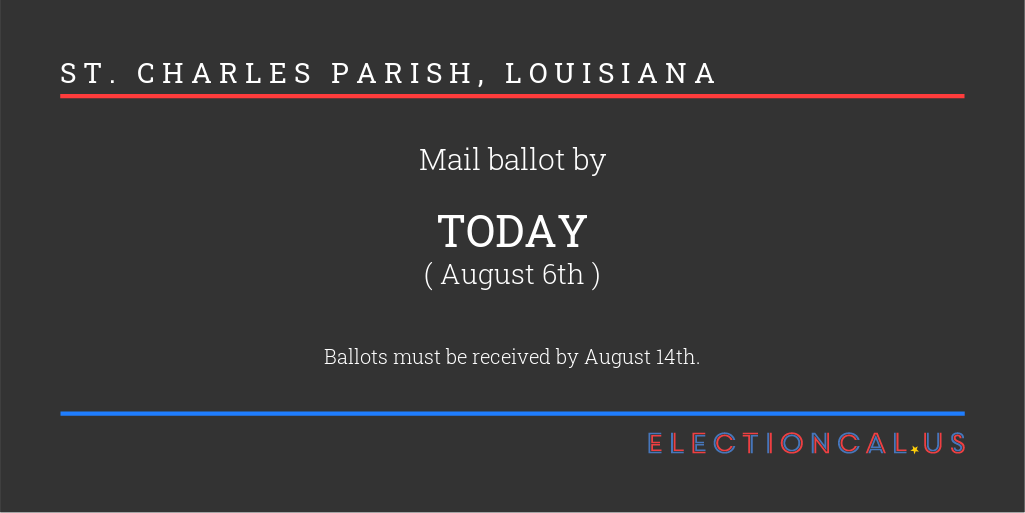 ST. CHARLES PARISH, LOUISIANA
Mail ballot by
TODAY
( August 6th )
Ballots must be received by August 14th.
ELECTIONCAL.US